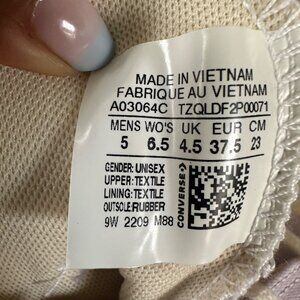 MADE IN VIETNAM
FABRIQUE AU VIETNAM
A03064C TZQLDF2P00071
MENS WO'S UK EUR CM
5 6.5 4.5 37.5 23
GENDER: UNISEX
UPPER: TEXTILE
LINING: TEXTILE
OUTSOLE:RUBBER
9W 2209 M88
CONVERSE